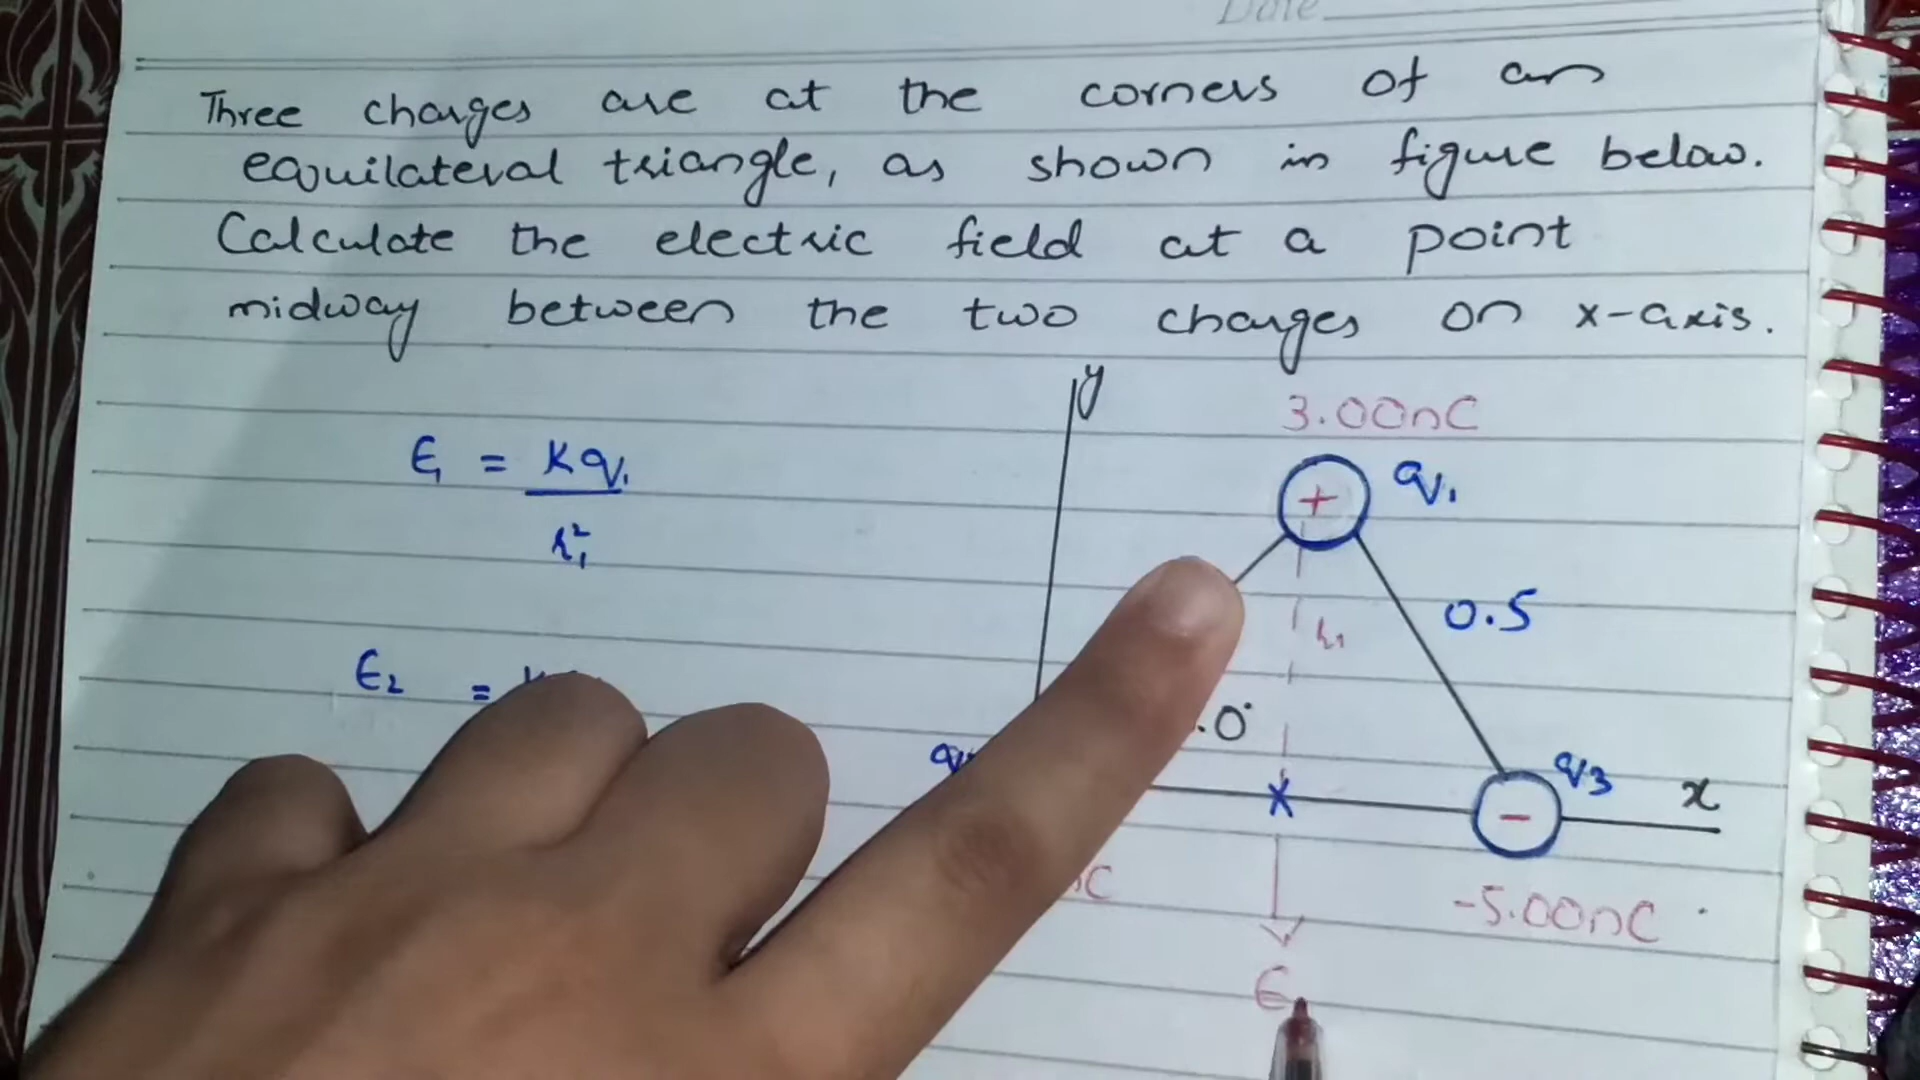 Date
Three charges are at the corners of an
equilateral triangle, as shown in figure below.
Calculate the electric field at a point
midway between the two charges on x-axis.
y
3.00nC
E1 = Kq1
r1²
+ q1
0.5
r1
E2 =
.0°
q3
x
-
-5.00nC
E